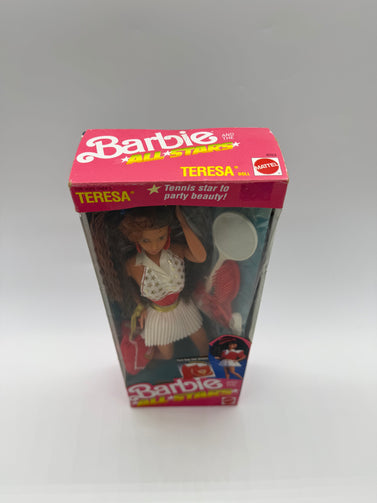 Barbie AND THE
ALL★STARS
TERESA DOLL
MATTEL
TERESA
★ Tennis star to
party beauty!
Barbie
ALL★STARS